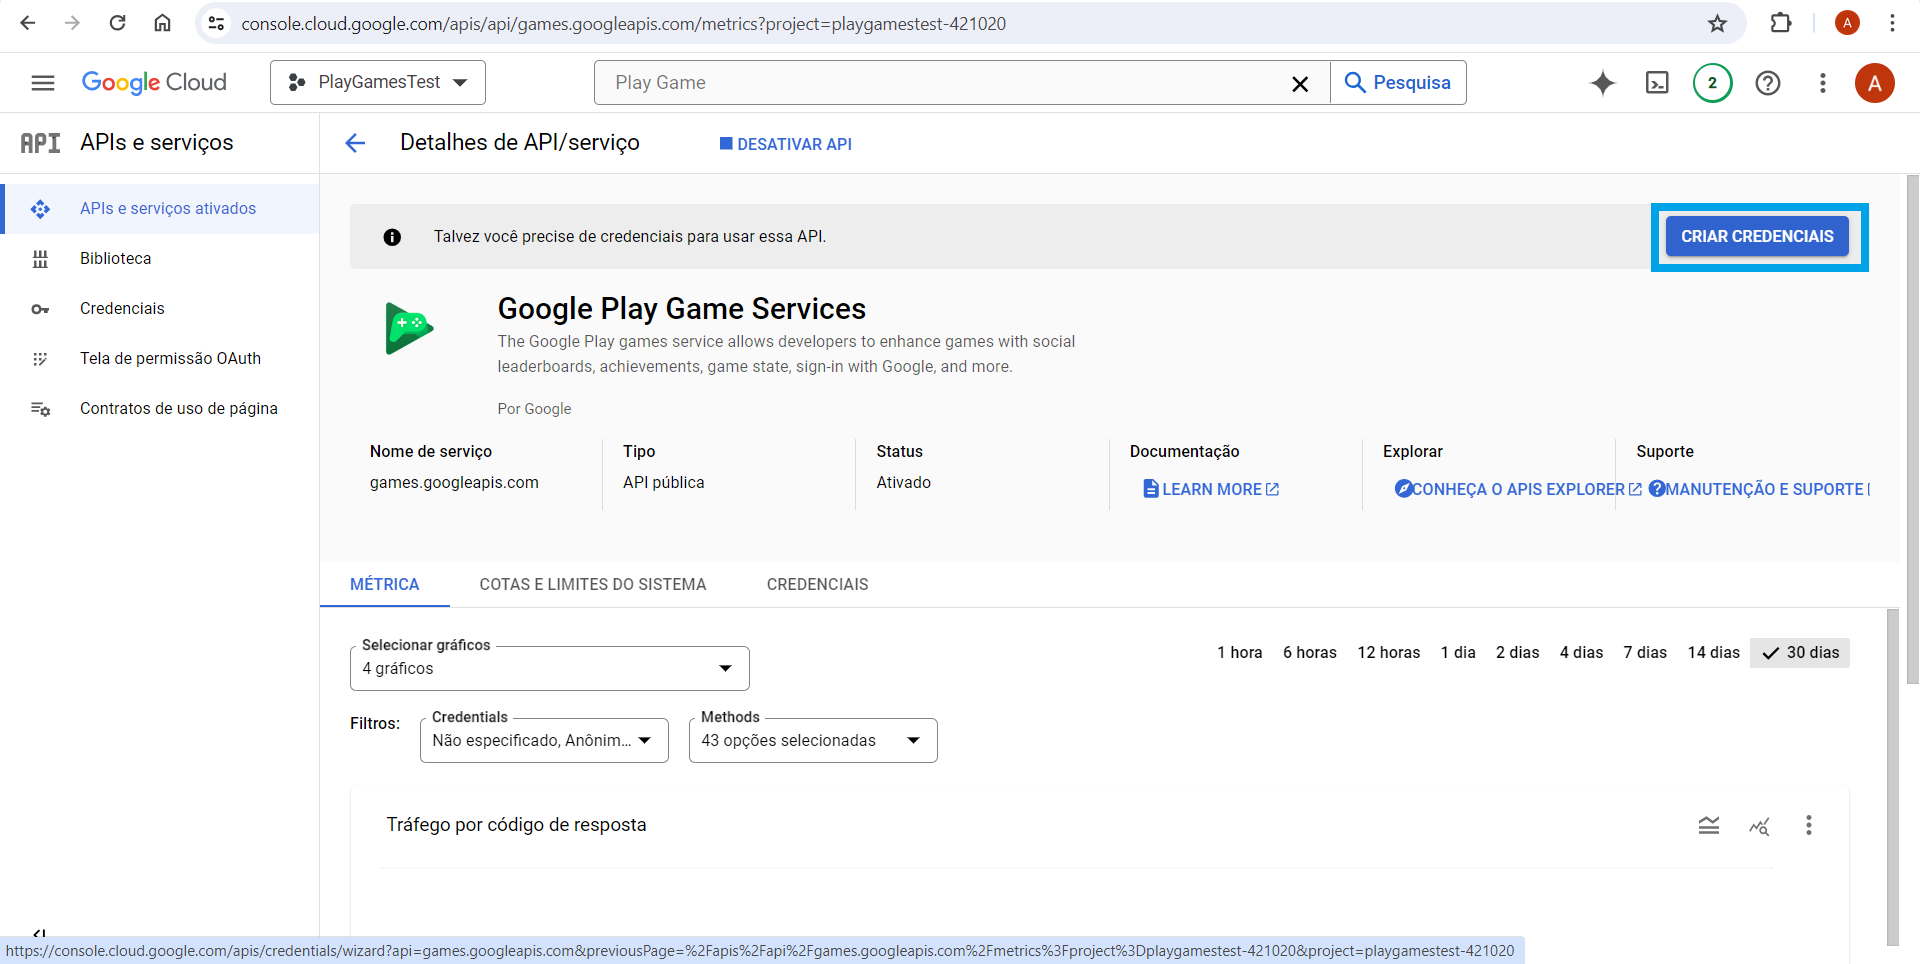 console.cloud.google.com/apis/api/games.googleapis.com/metrics?project=playgamestest-421020
A
Google Cloud
PlayGamesTest
Play Game
Pesquisa
2
A
API APIs e serviços
Detalhes de API/serviço
DESATIVAR API
APIs e serviços ativados
Biblioteca
Credenciais
Tela de permissão OAuth
Contratos de uso de página
Talvez você precise de credenciais para usar essa API.
CRIAR CREDENCIAIS
Google Play Game Services
The Google Play games service allows developers to enhance games with social
leaderboards, achievements, game state, sign-in with Google, and more.
Por Google
Nome de serviço
games.googleapis.com
Tipo
API pública
Status
Ativado
Documentação
LEARN MORE
Explorar
CONHEÇA O APIS EXPLORER
Suporte
MANUTENÇÃO E SUPORTE
MÉTRICA
COTAS E LIMITES DO SISTEMA
CREDENCIAIS
Selecionar gráficos
4 gráficos
1 hora 6 horas 12 horas 1 dia 2 dias 4 dias 7 dias 14 dias 30 dias
Filtros:
Credentials
Não especificado, Anônim...
Methods
43 opções selecionadas
Tráfego por código de resposta
https://console.cloud.google.com/apis/credentials/wizard?api=games.googleapis.com&previousPage=%2Fapis%2Fapi%2Fgames.googleapis.com%2Fmetrics%3Fproject%3Dplaygamestest-421020&project=playgamestest-421020